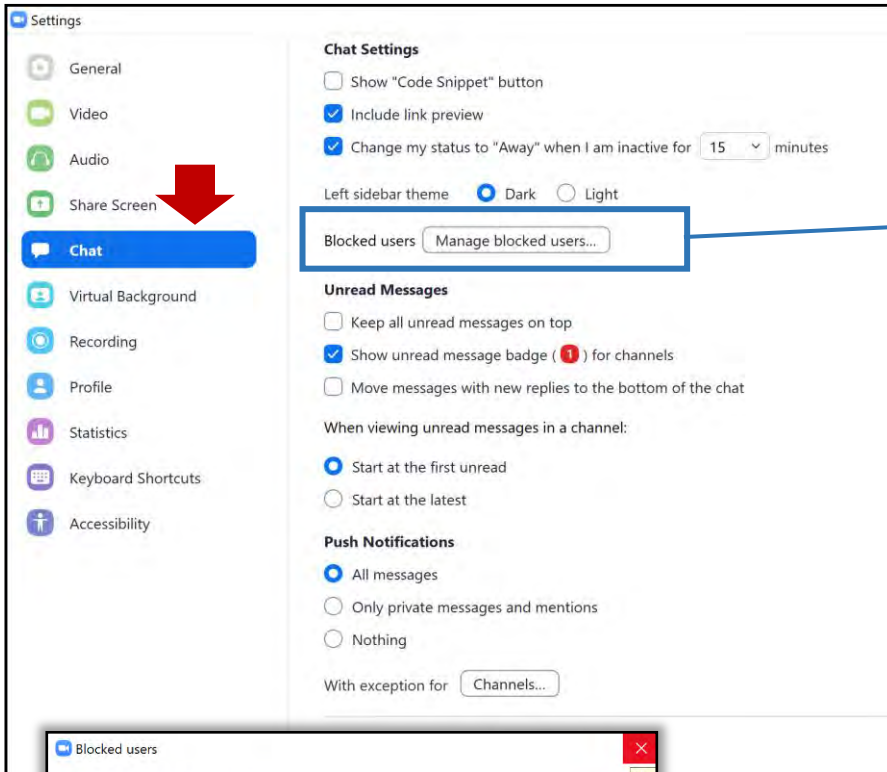 Settings
General
Video
Audio
Share Screen
Chat
Virtual Background
Recording
Profile
Statistics
Keyboard Shortcuts
Accessibility
Chat Settings
Show "Code Snippet" button
Include link preview
Change my status to "Away" when I am inactive for 15 minutes
Left sidebar theme Dark Light
Blocked users Manage blocked users...
Unread Messages
Keep all unread messages on top
Show unread message badge ( 1 ) for channels
Move messages with new replies to the bottom of the chat
When viewing unread messages in a channel:
Start at the first unread
Start at the latest
Push Notifications
All messages
Only private messages and mentions
Nothing
With exception for Channels...
Blocked users